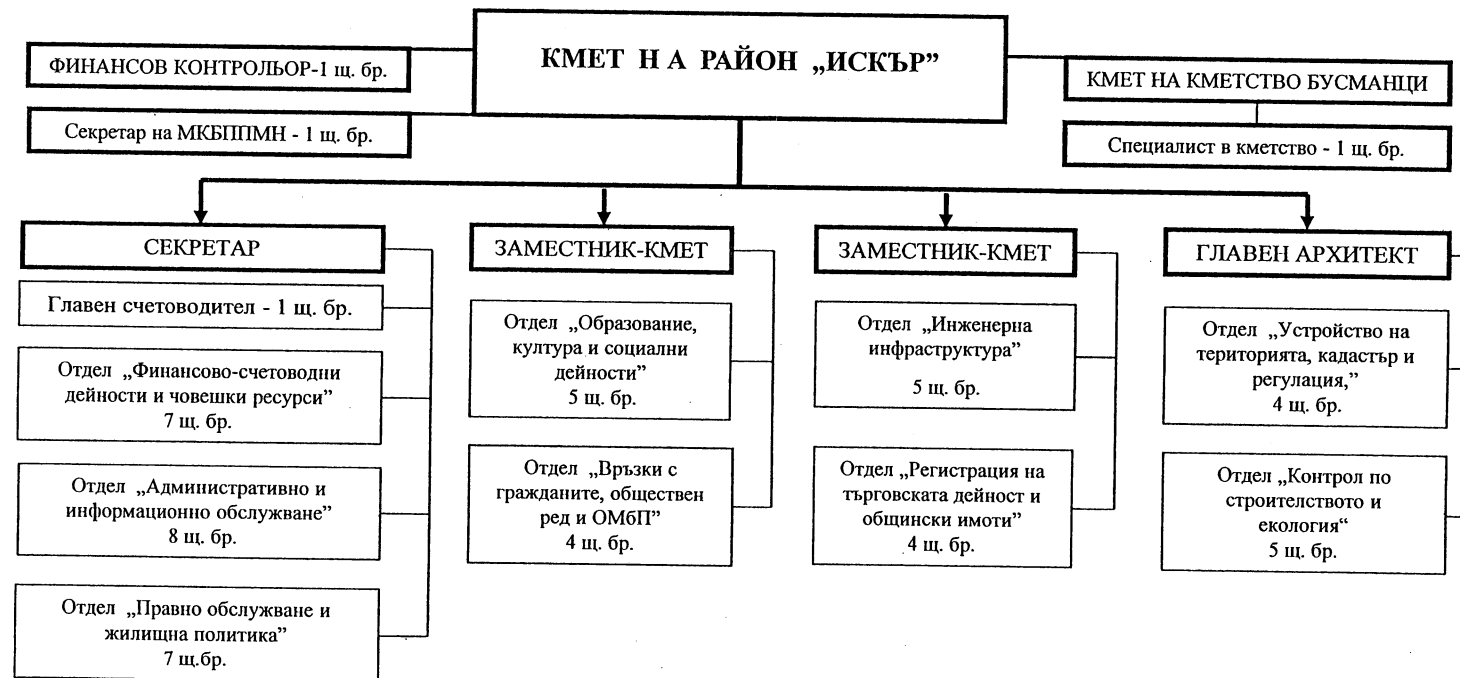 КМЕТ Н А РАЙОН „ИСКЪР”
ФИНАНСОВ КОНТРОЛЬОР-1 щ. бр.
Секретар на МКБППМН - 1 щ. бр.
КМЕТ НА КМЕТСТВО БУСМАНЦИ
Специалист в кметство - 1 щ. бр.
СЕКРЕТАР
Главен счетоводител - 1 щ. бр.
Отдел „Финансово-счетоводни
дейности и човешки ресурси”
7 щ. бр.
Отдел „Административно и
информационно обслужване”
8 щ. бр.
Отдел „Правно обслужване и
жилищна политика”
7 щ.бр.
ЗАМЕСТНИК-КМЕТ
Отдел „Образование,
култура и социални
дейности”
5 щ. бр.
Отдел „Връзки с
гражданите, обществен
ред и ОМбП”
4 щ. бр.
ЗАМЕСТНИК-КМЕТ
Отдел „Инженерна
инфраструктура”
5 щ. бр.
Отдел „Регистрация на
търговската дейност и
общински имоти”
4 щ. бр.
ГЛАВЕН АРХИТЕКТ
Отдел „Устройство на
територията, кадастър и
регулация,”
4 щ. бр.
Отдел „Контрол по
строителството и
екология“
5 щ. бр.